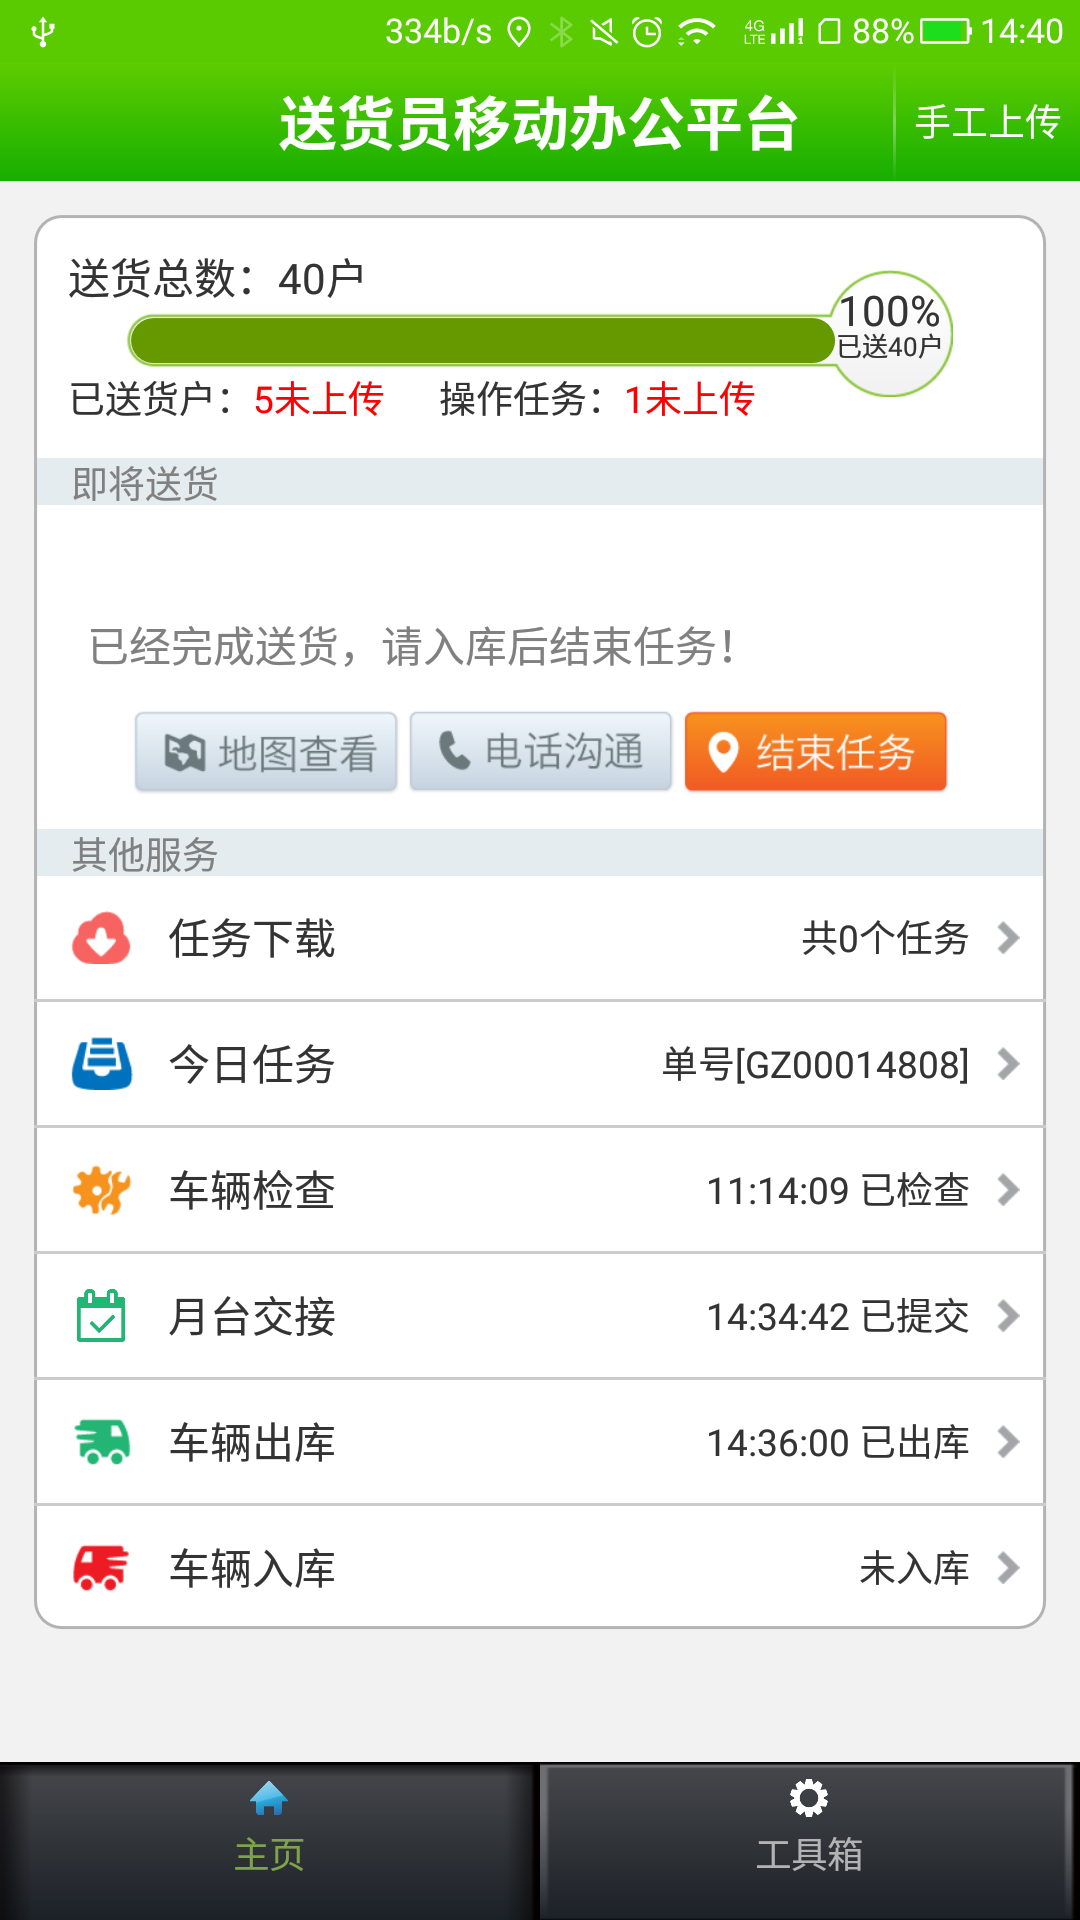 334b/s 4G LTE 88% 14:40
送货员移动办公平台 手工上传
送货总数：40户
100%
已送40户
已送货户：5未上传 操作任务：1未上传
即将送货
已经完成送货，请入库后结束任务！
地图查看 电话沟通 结束任务
其他服务
任务下载 共0个任务
今日任务 单号[GZ00014808]
车辆检查 11:14:09 已检查
月台交接 14:34:42 已提交
车辆出库 14:36:00 已出库
车辆入库 未入库
主页 工具箱